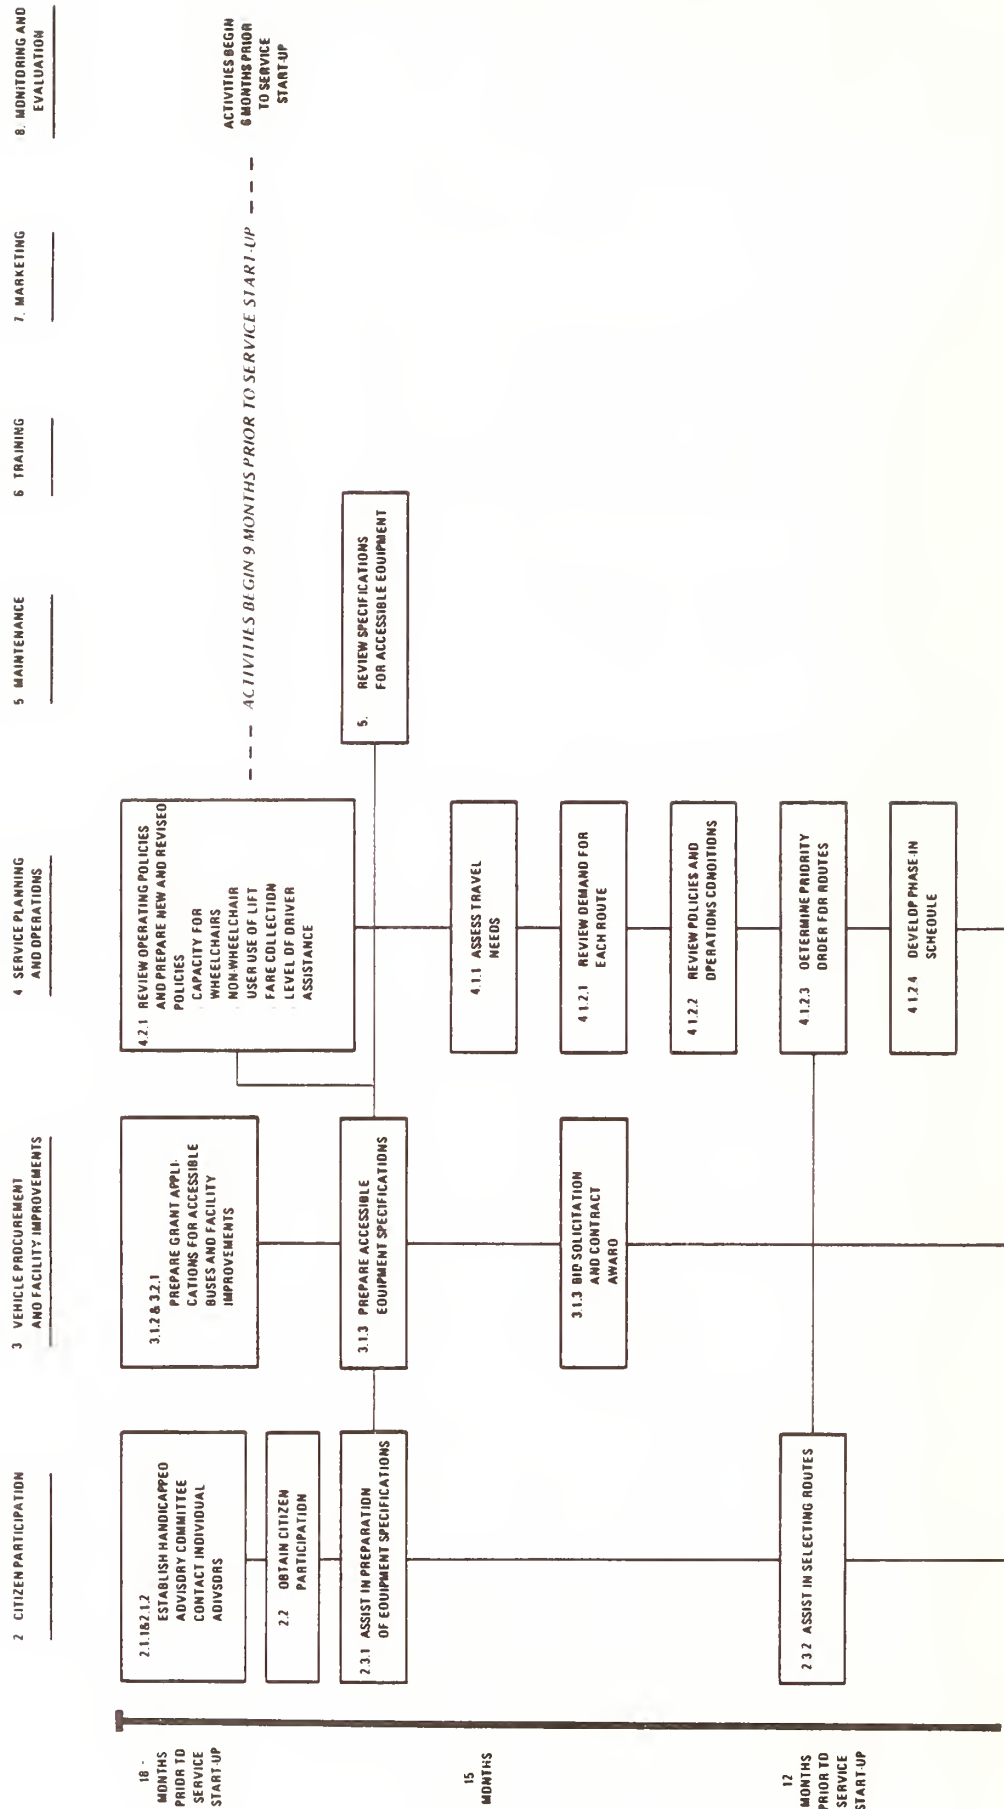 2 CITIZEN PARTICIPATION
3 VEHICLE PROCUREMENT
AND FACILITY IMPROVEMENTS
4 SERVICE PLANNING
AND OPERATIONS
5 MAINTENANCE
6 TRAINING
7. MARKETING
8. MONITORING AND
EVALUATION
18 -
MONTHS
PRIOR TO
SERVICE
START-UP
2.1.1&2.1.2
ESTABLISH HANDICAPPED
ADVISORY COMMITTEE
CONTACT INDIVIDUAL
ADIVSORS
3.1.2 & 3.2.1
PREPARE GRANT APPLI-
CATIONS FOR ACCESSIBLE
BUSES AND FACILITY
IMPROVEMENTS
4.2.1 REVIEW OPERATING POLICIES
AND PREPARE NEW AND REVISED
POLICIES
CAPACITY FOR
WHEELCHAIRS
NON-WHEELCHAIR
USER USE OF LIFT
FARE COLLECTION
LEVEL OF DRIVER
ASSISTANCE
ACTIVITIES BEGIN 9 MONTHS PRIOR TO SERVICE START-UP
ACTIVITIES BEGIN
6 MONTHS PRIOR
TO SERVICE
START-UP
2.2 OBTAIN CITIZEN
PARTICIPATION
2.3.1 ASSIST IN PREPARATION
OF EQUIPMENT SPECIFICATIONS
3.1.3 PREPARE ACCESSIBLE
EQUIPMENT SPECIFICATIONS
5. REVIEW SPECIFICATIONS
FOR ACCESSIBLE EQUIPMENT
15
MONTHS
4.1.1 ASSESS TRAVEL
NEEDS
3.1.3 BID SOLICITATION
AND CONTRACT
AWARD
4 1.2.1 REVIEW DEMAND FOR
EACH ROUTE
4 1.2.2 REVIEW POLICIES AND
OPERATIONS CONDITIONS
12
MONTHS
PRIOR TO
SERVICE
START-UP
2 3.2 ASSIST IN SELECTING ROUTES
4.1.2.3 DETERMINE PRIORITY
ORDER FOR ROUTES
4 1.2 4 DEVELOP PHASE-IN
SCHEDULE